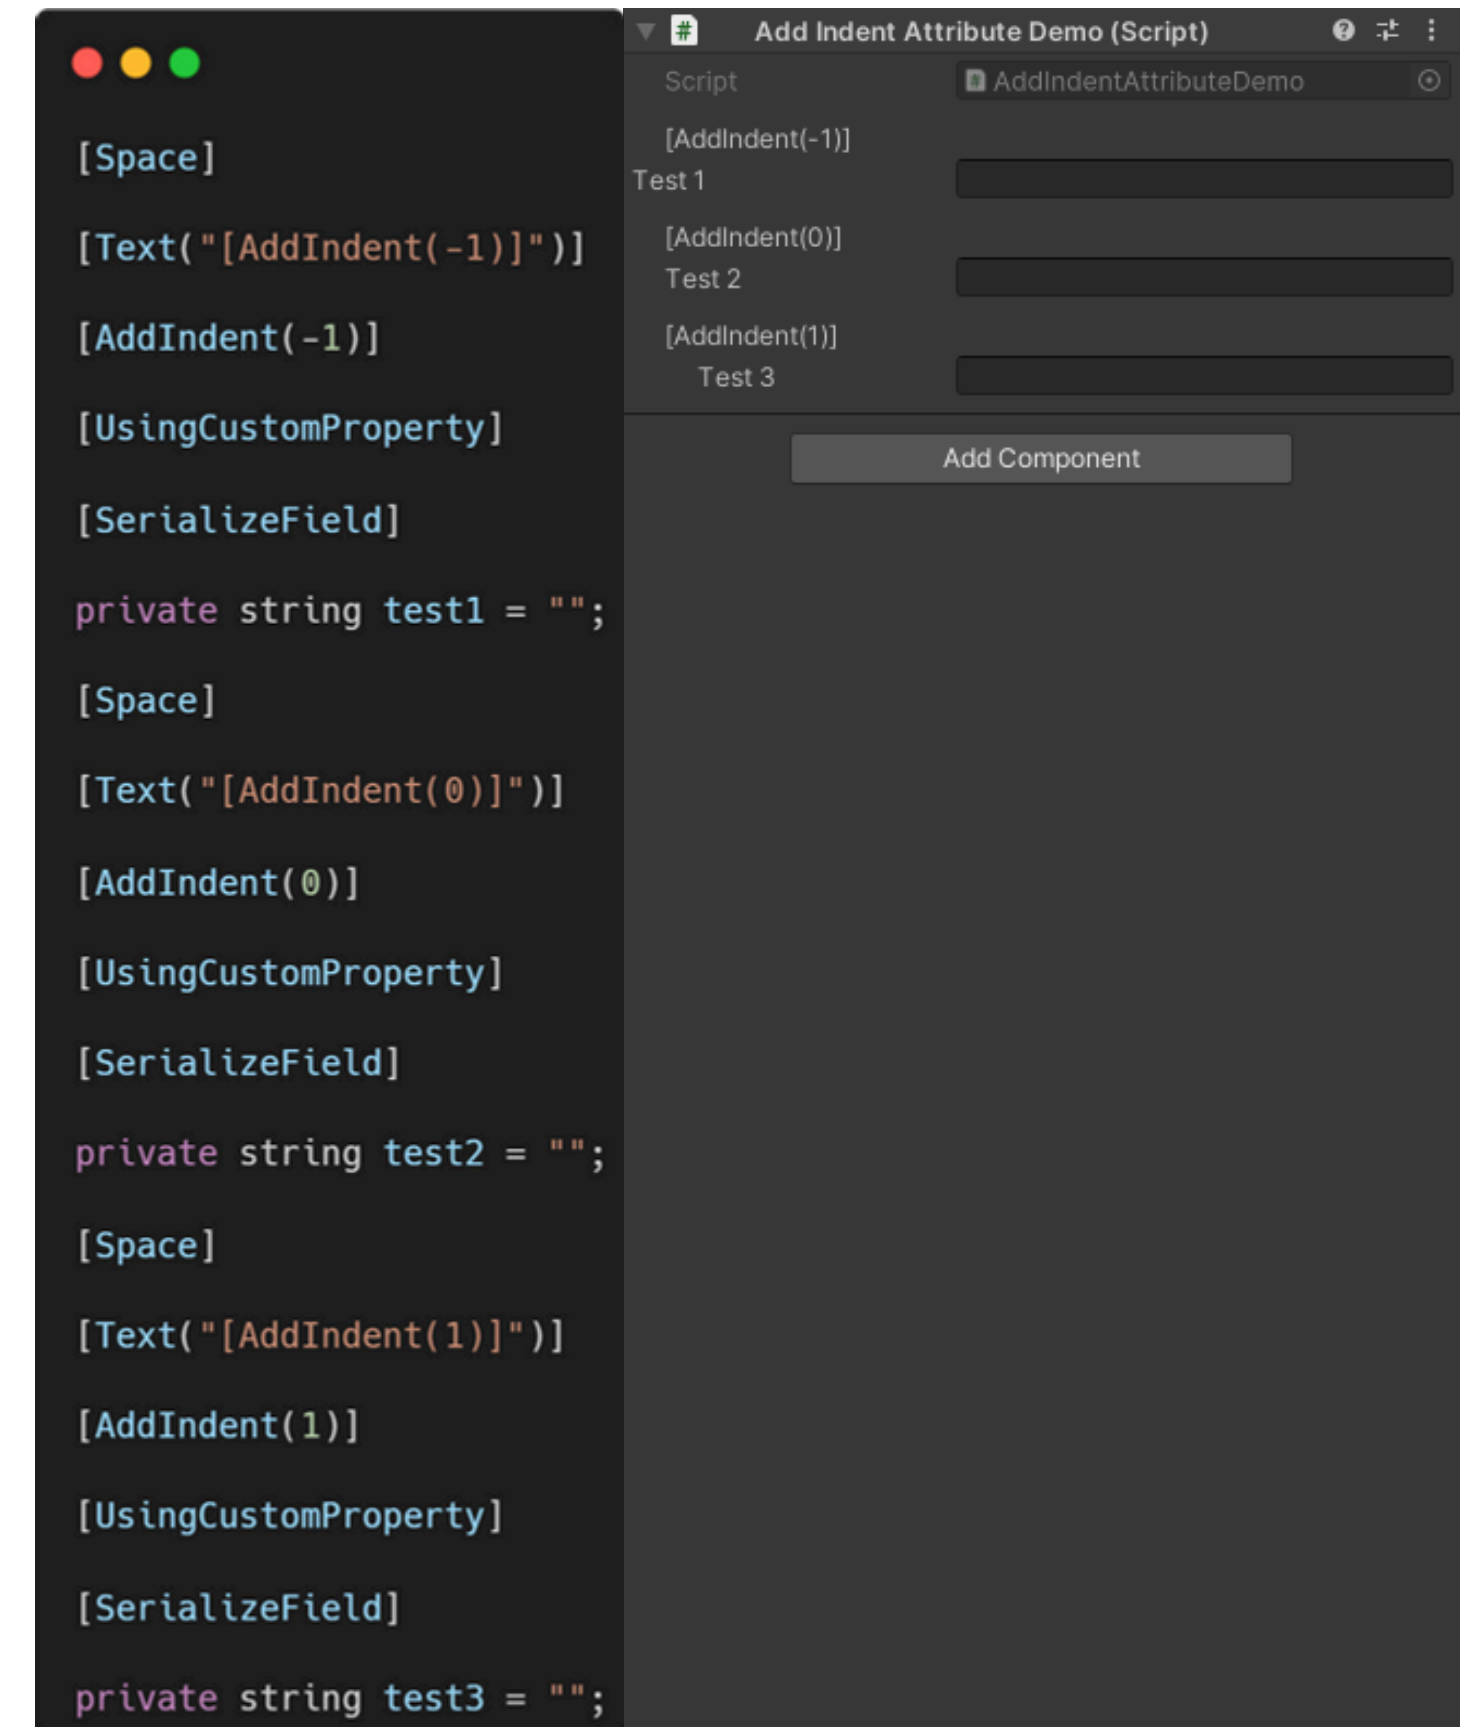 [Space]
[Text("[AddIndent(-1)]")]
[AddIndent(-1)]
[UsingCustomProperty]
[SerializeField]
private string test1 = "";
[Space]
[Text("[AddIndent(0)]")]
[AddIndent(0)]
[UsingCustomProperty]
[SerializeField]
private string test2 = "";
[Space]
[Text("[AddIndent(1)]")]
[AddIndent(1)]
[UsingCustomProperty]
[SerializeField]
private string test3 = "";
# Add Indent Attribute Demo (Script)
Script # AddIndentAttributeDemo
[AddIndent(-1)]
Test 1
[AddIndent(0)]
Test 2
[AddIndent(1)]
Test 3
Add Component